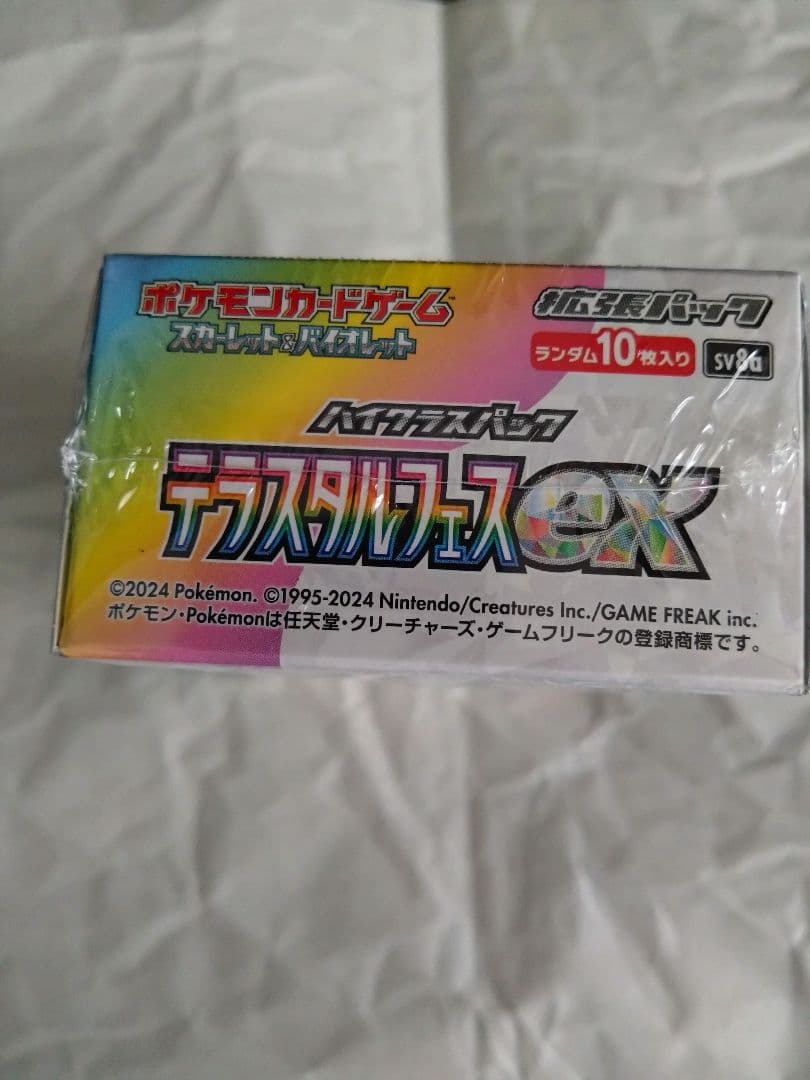 ポケモンカードゲーム™
拡張パック
スカーレット&バイオレット
ランダム10枚入り
sv8a
ハイクラスパック
テラスタルフェスex
©2024 Pokémon. ©1995-2024 Nintendo/Creatures Inc./GAME FREAK inc.
ポケモン・Pokémonは任天堂・クリーチャーズ・ゲームフリークの登録商標です。